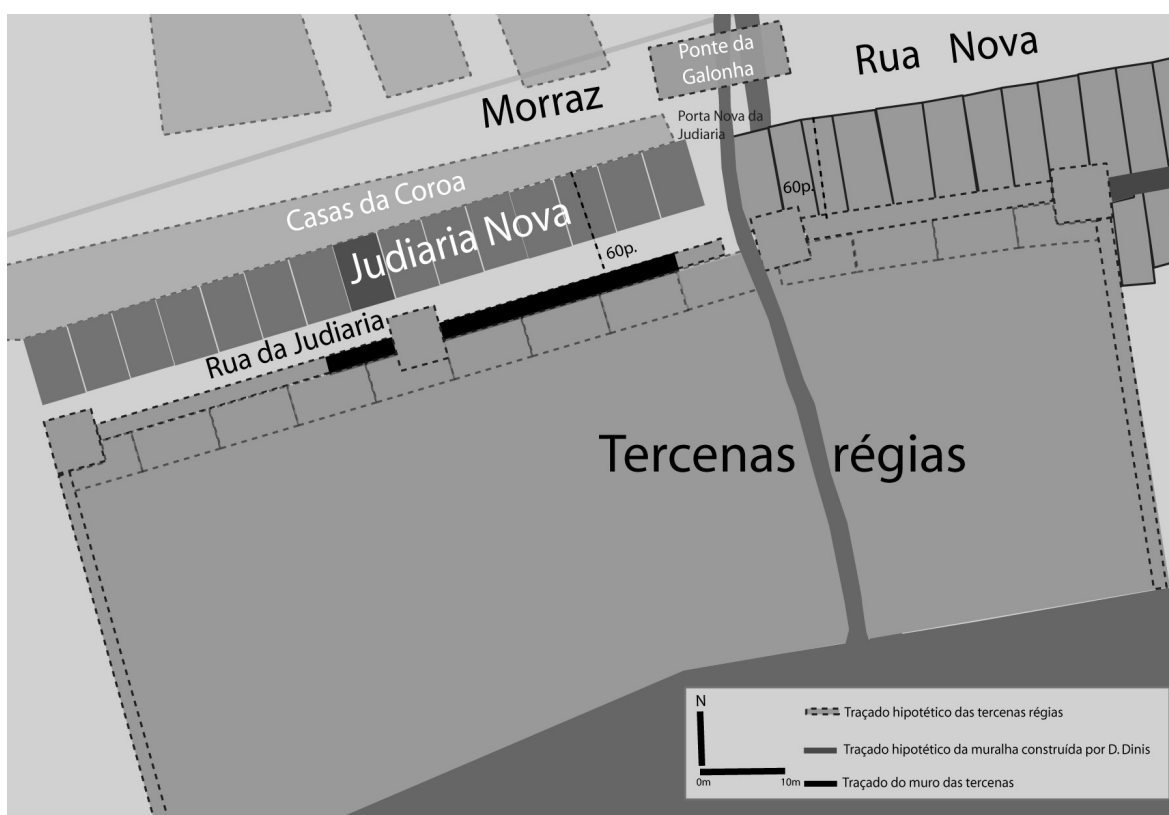 Ponte da
Galonha
Rua Nova
Morraz
Porta Nova da
Judiaria
Casas da Coroa
60p.
Judiaria Nova
60p.
Rua da Judiaria
Tercenas régias
N
0m 10m
Traçado hipotético das tercenas régias
Traçado hipotético da muralha construída por D. Dinis
Traçado do muro das tercenas